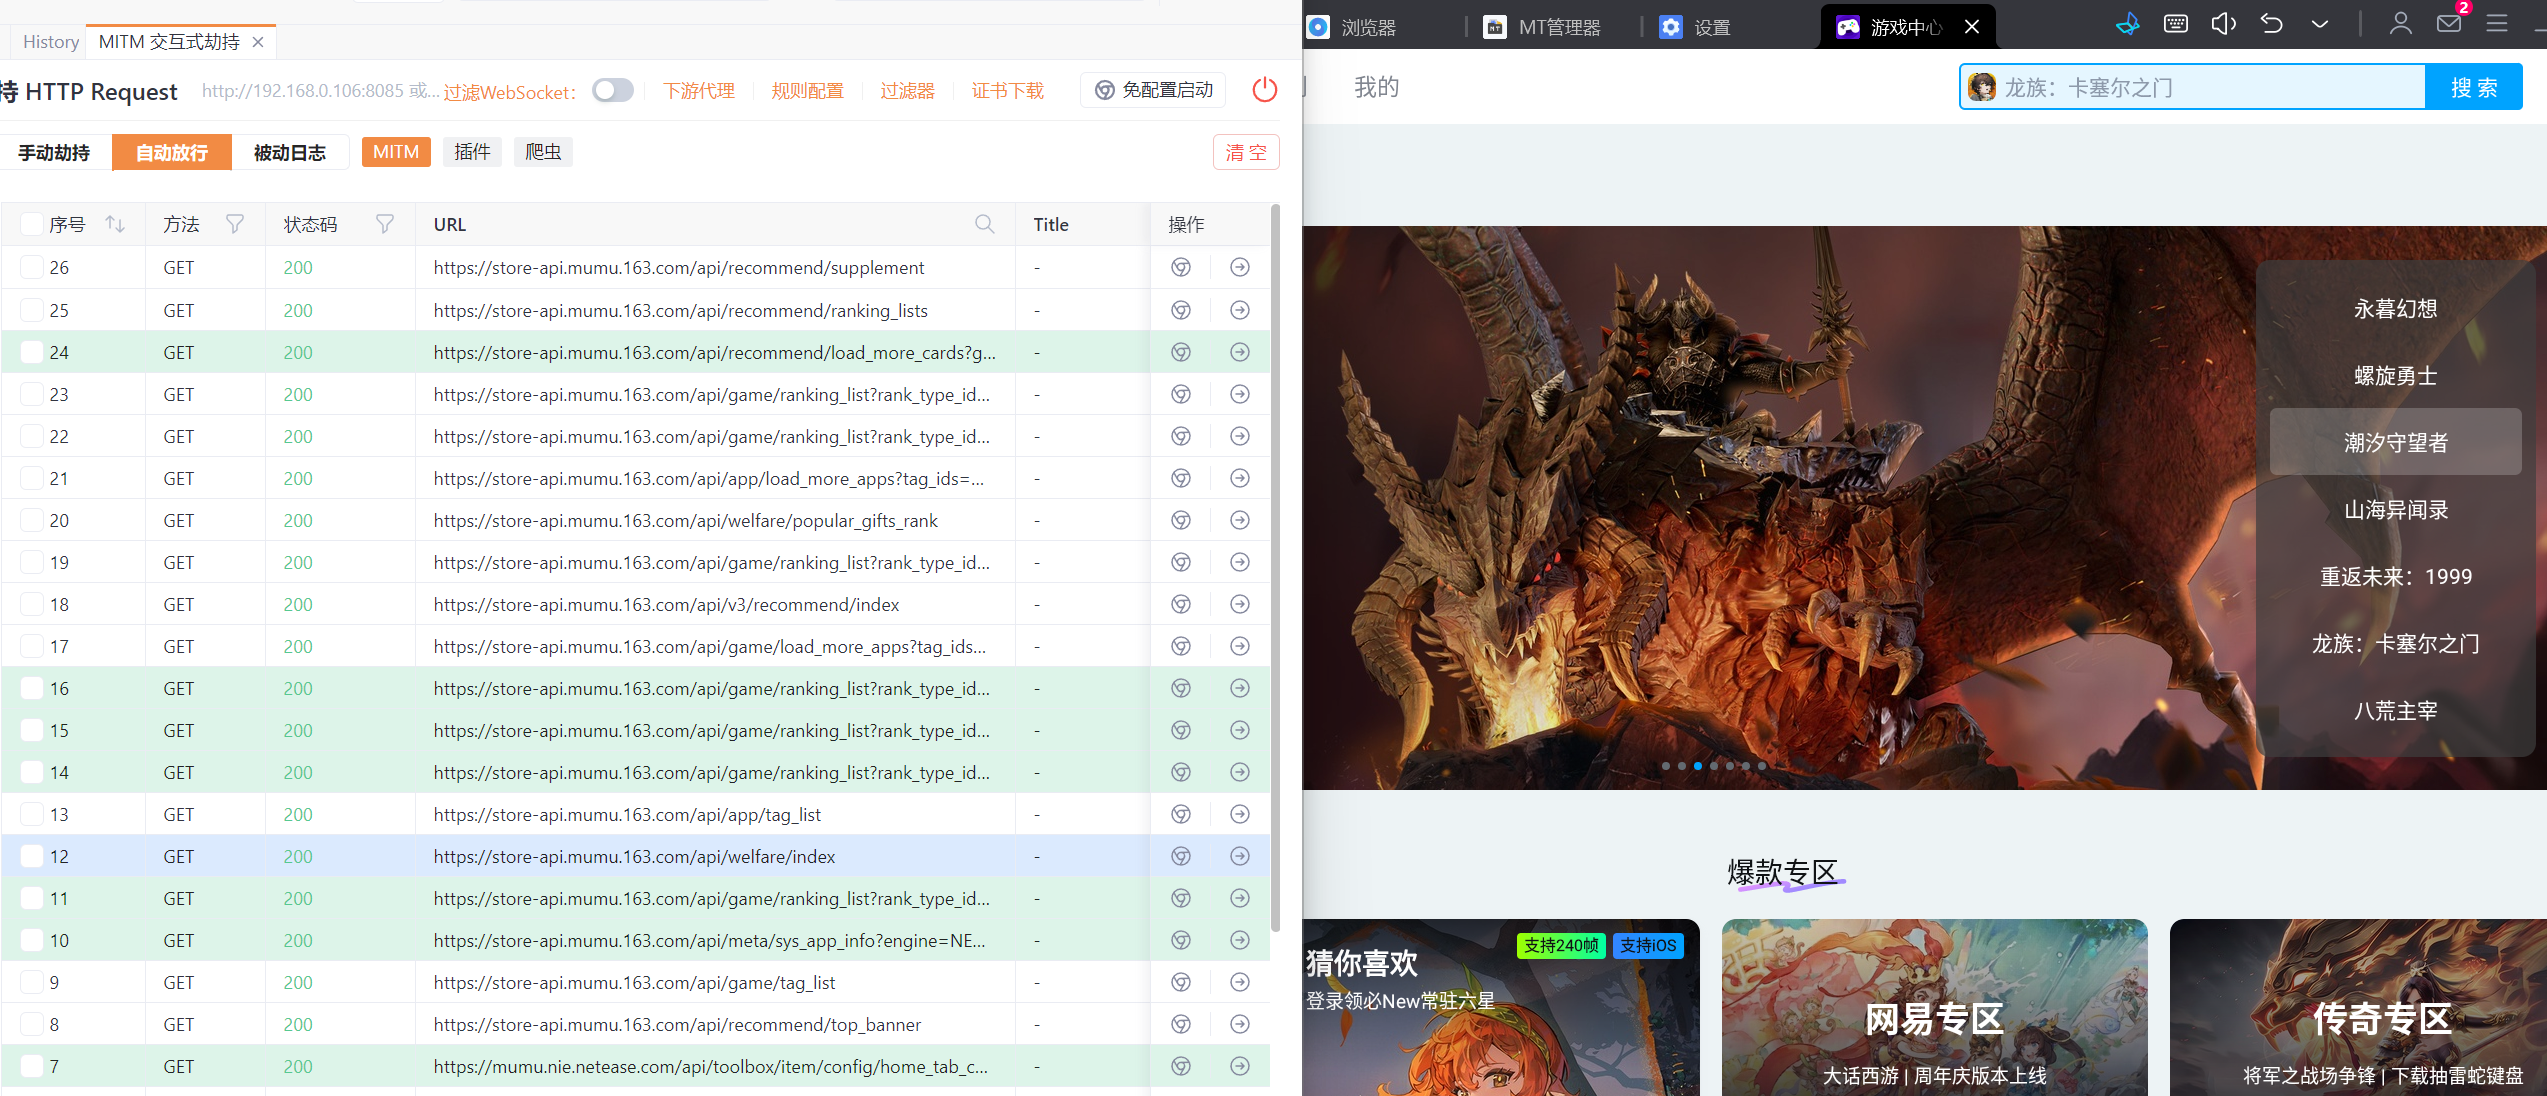 History
MITM 交互式劫持
持 HTTP Request
http://192.168.0.106:8085 或...
过滤WebSocket:
下游代理
规则配置
过滤器
证书下载
免配置启动
手动劫持
自动放行
被动日志
MITM
插件
爬虫
清 空
序号 方法 状态码 URL Title 操作
26 GET 200 https://store-api.mumu.163.com/api/recommend/supplement -
25 GET 200 https://store-api.mumu.163.com/api/recommend/ranking_lists -
24 GET 200 https://store-api.mumu.163.com/api/recommend/load_more_cards?g... -
23 GET 200 https://store-api.mumu.163.com/api/game/ranking_list?rank_type_id... -
22 GET 200 https://store-api.mumu.163.com/api/game/ranking_list?rank_type_id... -
21 GET 200 https://store-api.mumu.163.com/api/app/load_more_apps?tag_ids=... -
20 GET 200 https://store-api.mumu.163.com/api/welfare/popular_gifts_rank -
19 GET 200 https://store-api.mumu.163.com/api/game/ranking_list?rank_type_id... -
18 GET 200 https://store-api.mumu.163.com/api/v3/recommend/index -
17 GET 200 https://store-api.mumu.163.com/api/game/load_more_apps?tag_ids... -
16 GET 200 https://store-api.mumu.163.com/api/game/ranking_list?rank_type_id... -
15 GET 200 https://store-api.mumu.163.com/api/game/ranking_list?rank_type_id... -
14 GET 200 https://store-api.mumu.163.com/api/game/ranking_list?rank_type_id... -
13 GET 200 https://store-api.mumu.163.com/api/app/tag_list -
12 GET 200 https://store-api.mumu.163.com/api/welfare/index -
11 GET 200 https://store-api.mumu.163.com/api/game/ranking_list?rank_type_id... -
10 GET 200 https://store-api.mumu.163.com/api/meta/sys_app_info?engine=NE... -
9 GET 200 https://store-api.mumu.163.com/api/game/tag_list -
8 GET 200 https://store-api.mumu.163.com/api/recommend/top_banner -
7 GET 200 https://mumu.nie.netease.com/api/toolbox/item/config/home_tab_c... -
浏览器
MT管理器
设置
游戏中心
2
我的
龙族：卡塞尔之门
搜 索
永暮幻想
螺旋勇士
潮汐守望者
山海异闻录
重返未来：1999
龙族：卡塞尔之门
八荒主宰
爆款专区
支持240帧
支持iOS
猜你喜欢
登录领必New常驻六星
网易专区
大话西游 | 周年庆版本上线
传奇专区
将军之战场争锋 | 下载抽雷蛇键盘